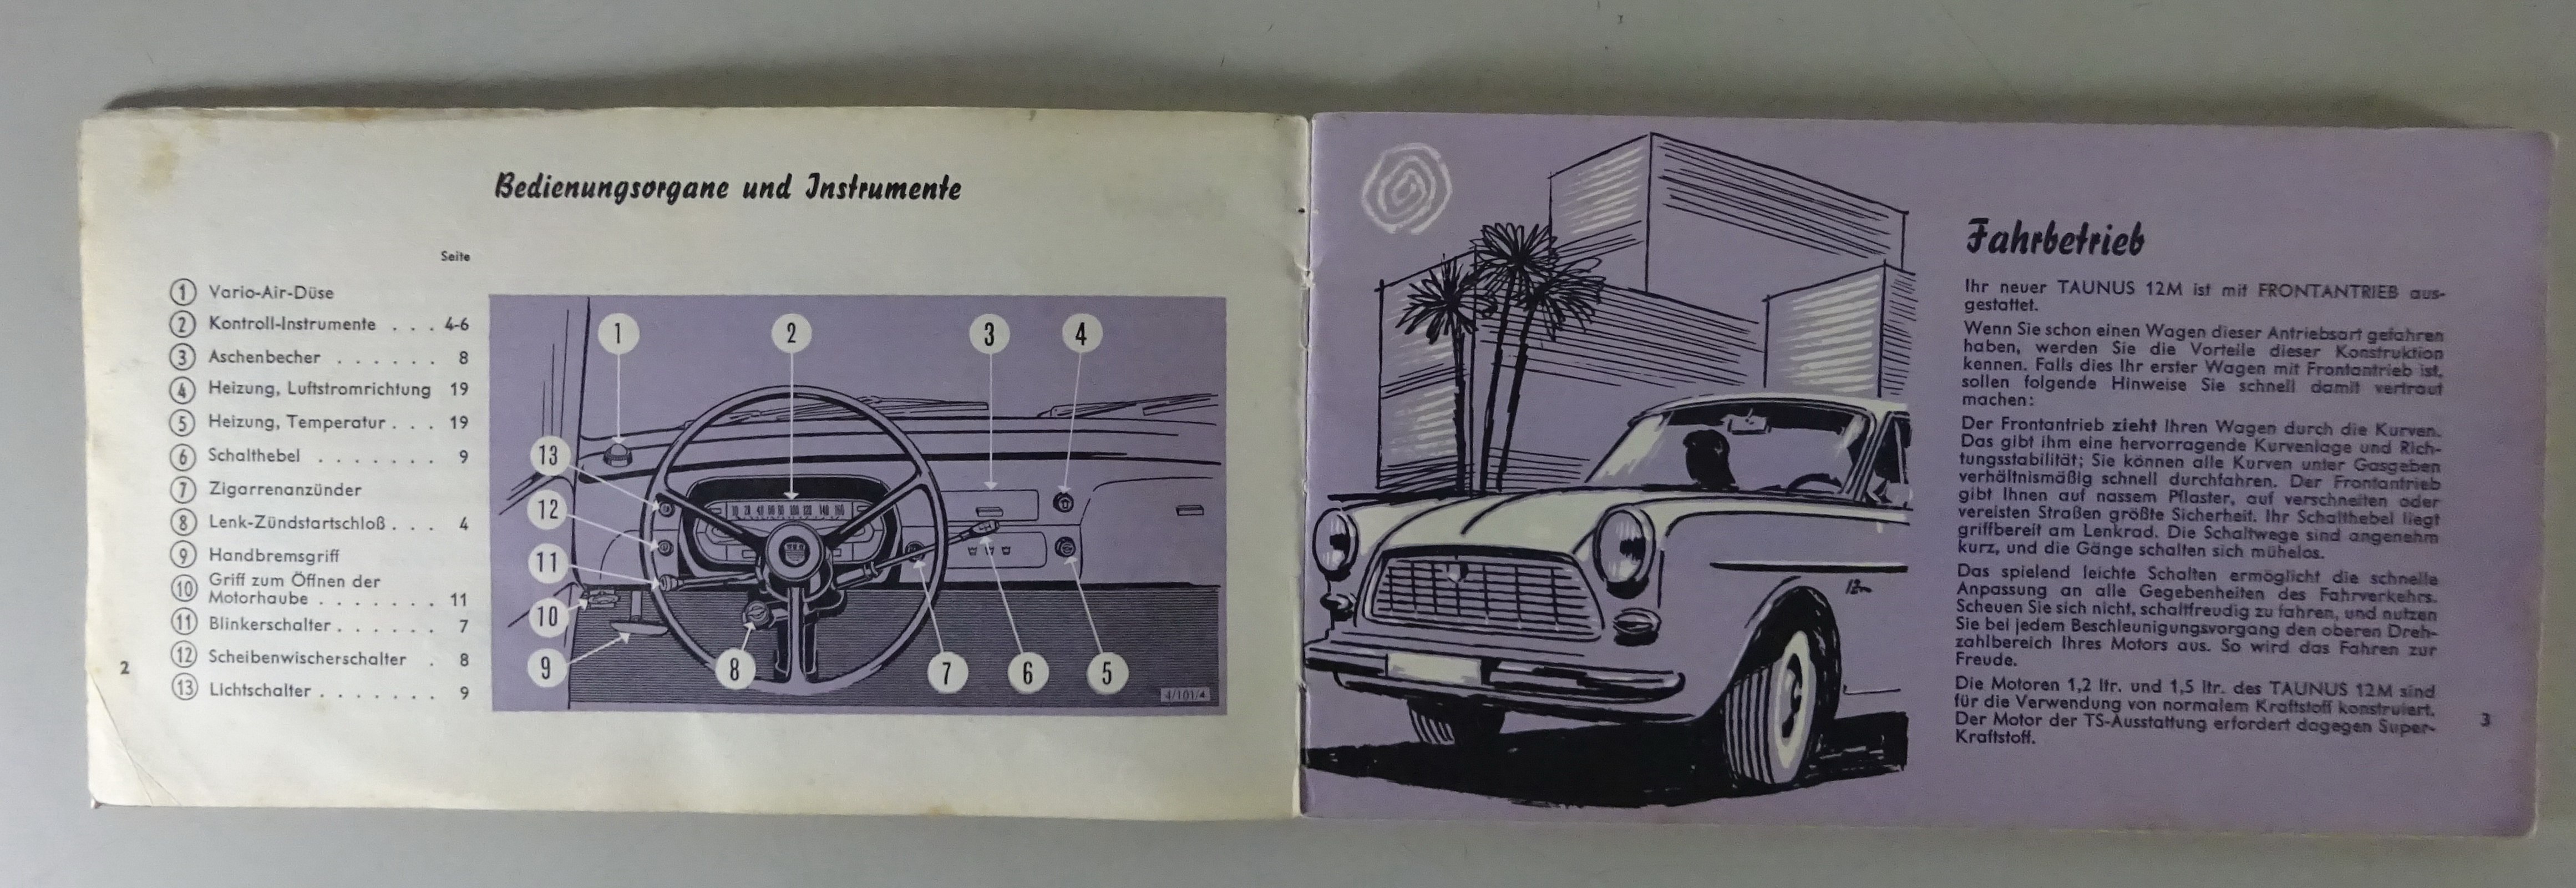 Bedienungsorgane und Instrumente
Seite
1 Vario-Air-Düse
2 Kontroll-Instrumente . . . 4-6
3 Aschenbecher . . . . . . 8
4 Heizung, Luftstromrichtung 19
5 Heizung, Temperatur . . . 19
6 Schalthebel . . . . . . . 9
7 Zigarrenanzünder
8 Lenk-Zündstartschloß . . . 4
9 Handbremsgriff
10 Griff zum Öffnen der
Motorhaube . . . . . . . 11
11 Blinkerschalter . . . . . . 7
12 Scheibenwischerschalter . 8
13 Lichtschalter . . . . . . . 9
2
1 2 3 4
13
12
11
10
9 8 7 6 5
4/101/4
12m
Fahrbetrieb
Ihr neuer TAUNUS 12M ist mit FRONTANTRIEB aus-
gestattet.
Wenn Sie schon einen Wagen dieser Antriebsart gefahren
haben, werden Sie die Vorteile dieser Konstruktion
kennen. Falls dies Ihr erster Wagen mit Frontantrieb ist,
sollen folgende Hinweise Sie schnell damit vertraut
machen:
Der Frontantrieb zieht Ihren Wagen durch die Kurven.
Das gibt ihm eine hervorragende Kurvenlage und Rich-
tungsstabilität; Sie können alle Kurven unter Gasgeben
verhältnismäßig schnell durchfahren. Der Frontantrieb
gibt Ihnen auf nassem Pflaster, auf verschneiten oder
vereisten Straßen größte Sicherheit. Ihr Schalthebel liegt
griffbereit am Lenkrad. Die Schaltwege sind angenehm
kurz, und die Gänge schalten sich mühelos.
Das spielend leichte Schalten ermöglicht die schnelle
Anpassung an alle Gegebenheiten des Fahrverkehrs.
Scheuen Sie sich nicht, schaltfreudig zu fahren, und nutzen
Sie bei jedem Beschleunigungsvorgang den oberen Dreh-
zahlbereich Ihres Motors aus. So wird das Fahren zur
Freude.
Die Motoren 1,2 ltr. und 1,5 ltr. des TAUNUS 12M sind
für die Verwendung von normalem Kraftstoff konstruiert.
Der Motor der TS-Ausstattung erfordert dagegen Super-
Kraftstoff.
3